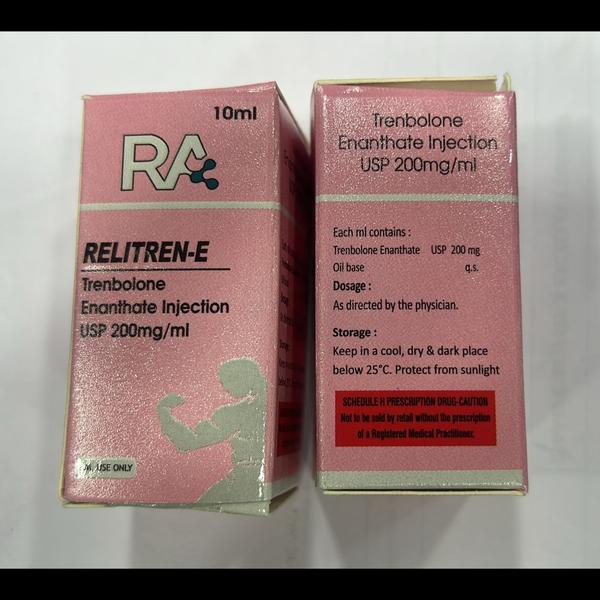 10ml
RA
RELITREN-E
Trenbolone
Enanthate Injection
USP 200mg/ml
USE ONLY
Trenbolone
Enanthate Injection
USP 200mg/ml
Each ml contains :
Trenbolone Enanthate USP 200 mg
Oil base q.s.
Dosage :
As directed by the physician.
Storage :
Keep in a cool, dry & dark place
below 25°C. Protect from sunlight
SCHEDULE H PRESCRIPTION DRUG-CAUTION
Not to be sold by retail without the prescription
of a Registered Medical Practitioner.